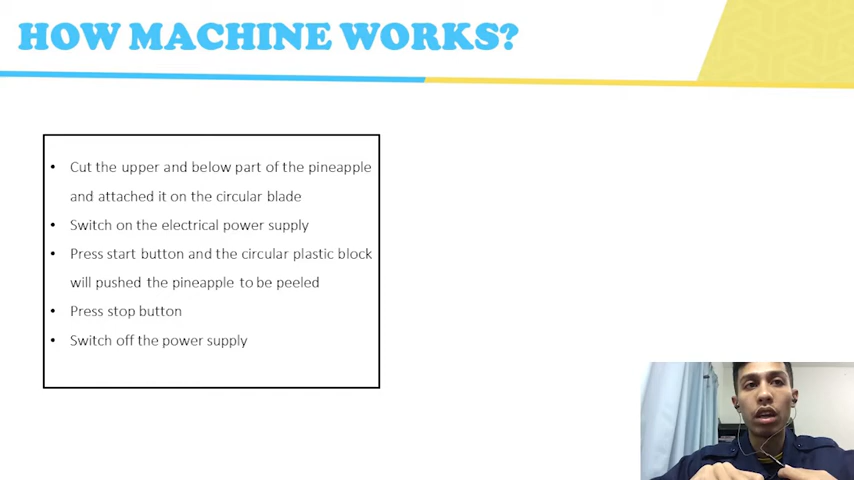 HOW MACHINE WORKS?
• Cut the upper and below part of the pineapple
and attached it on the circular blade
• Switch on the electrical power supply
• Press start button and the circular plastic block
will pushed the pineapple to be peeled
• Press stop button
• Switch off the power supply